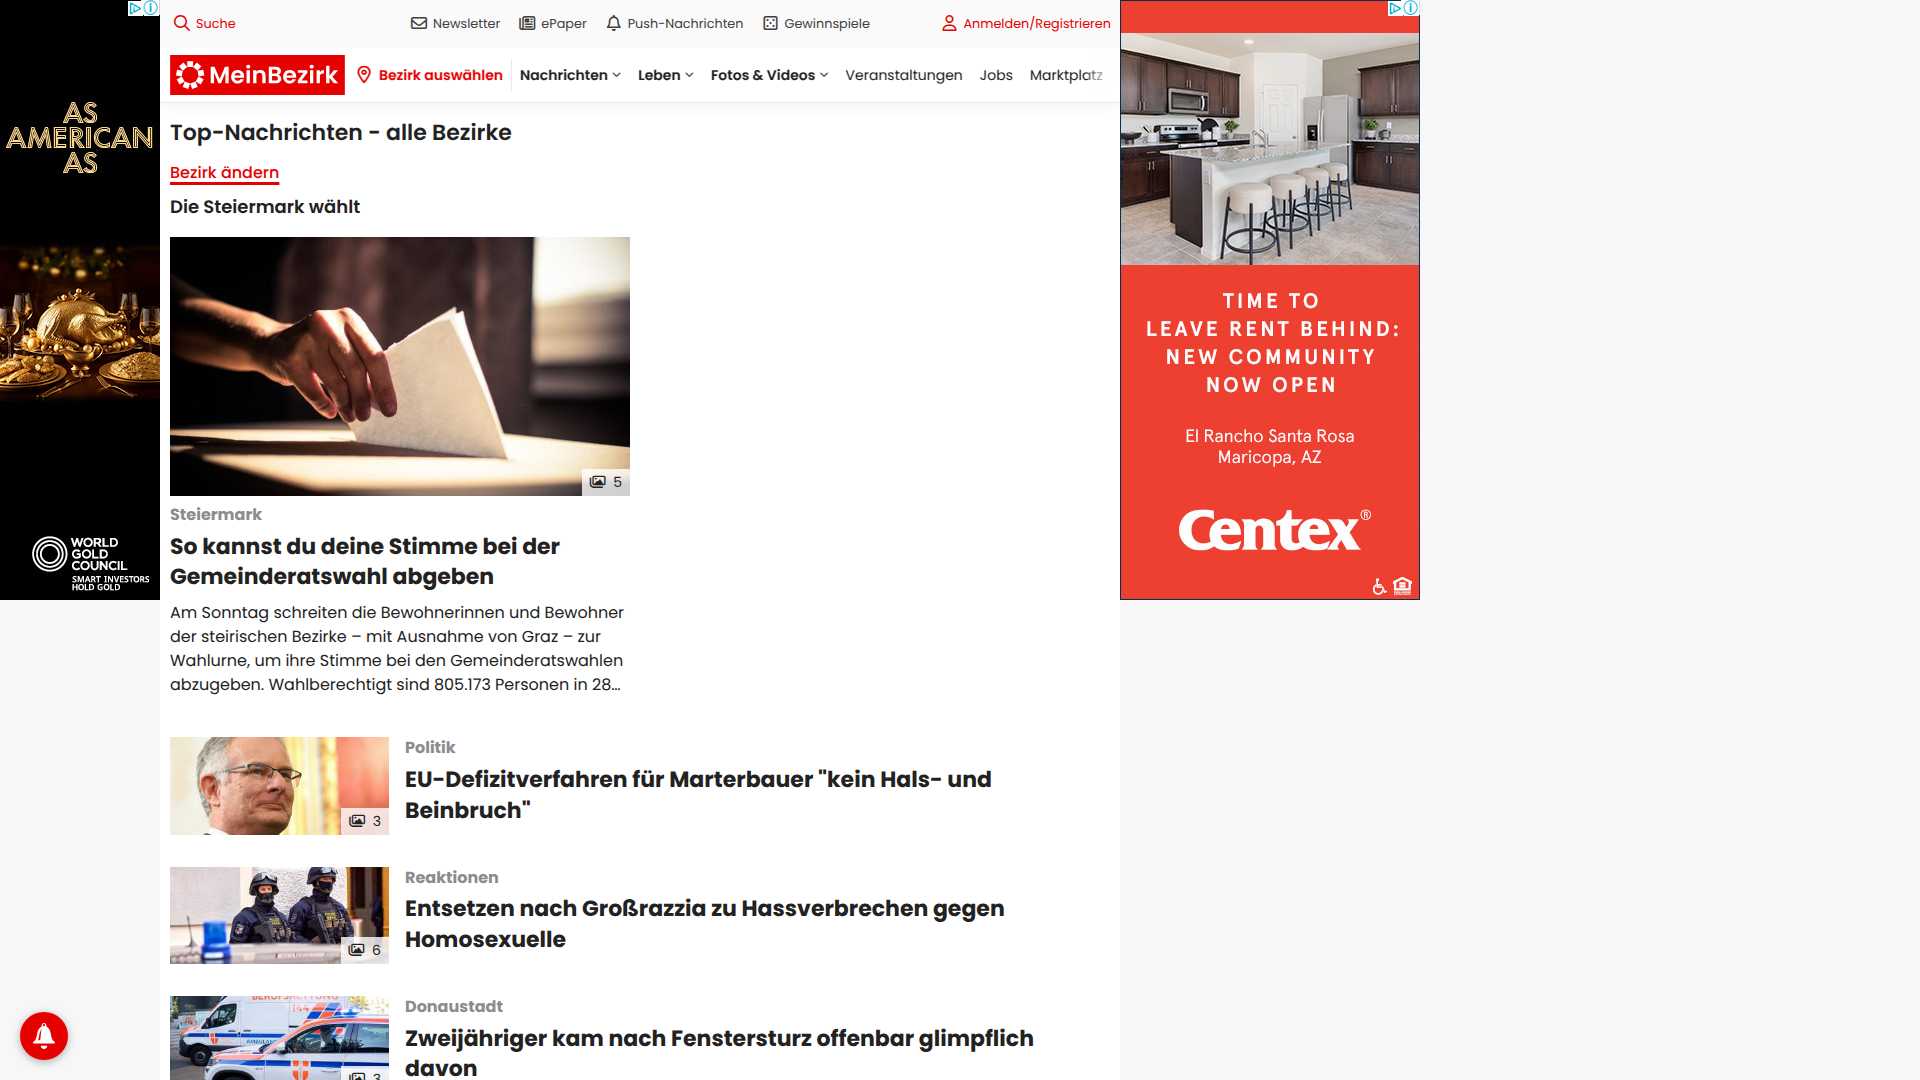 Suche
Newsletter
ePaper
Push-Nachrichten
Gewinnspiele
Anmelden/Registrieren
MeinBezirk
Bezirk auswählen
Nachrichten
Leben
Fotos & Videos
Veranstaltungen
Jobs
Marktplatz
Top-Nachrichten - alle Bezirke
Bezirk ändern
Die Steiermark wählt
5
Steiermark
So kannst du deine Stimme bei der
Gemeinderatswahl abgeben
Am Sonntag schreiten die Bewohnerinnen und Bewohner
der steirischen Bezirke – mit Ausnahme von Graz – zur
Wahlurne, um ihre Stimme bei den Gemeinderatswahlen
abzugeben. Wahlberechtigt sind 805.173 Personen in 28...
3
Politik
EU-Defizitverfahren für Marterbauer "kein Hals- und
Beinbruch"
6
Reaktionen
Entsetzen nach Großrazzia zu Hassverbrechen gegen
Homosexuelle
3
Donaustadt
Zweijähriger kam nach Fenstersturz offenbar glimpflich
davon
AS
AMERICAN
AS
WORLD
GOLD
COUNCIL
SMART INVESTORS
HOLD GOLD
TIME TO
LEAVE RENT BEHIND:
NEW COMMUNITY
NOW OPEN
El Rancho Santa Rosa
Maricopa, AZ
Centex®